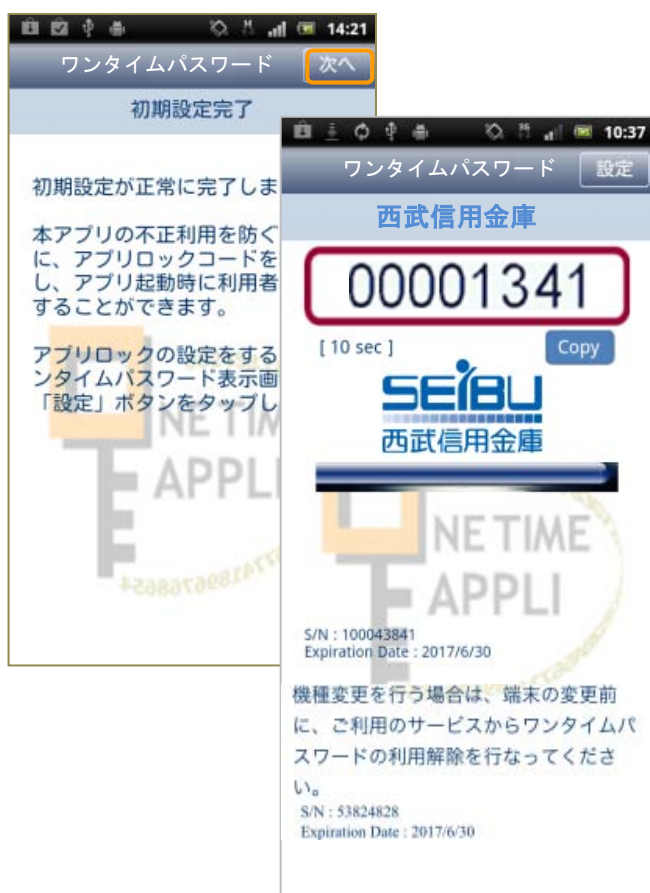 14:21
ワンタイムパスワード
次へ
初期設定完了
初期設定が正常に完了しま
本アプリの不正利用を防ぐ
に、アプリロックコードを
し、アプリ起動時に利用者
することができます。
アプリロックの設定をする
ンタイムパスワード表示画
「設定」ボタンをタップし
NE TIM
APPLI
10:37
ワンタイムパスワード
設定
西武信用金庫
00001341
[ 10 sec ]
Copy
SEIBU
西武信用金庫
NE TIME
APPLI
S/N : 100043841
Expiration Date : 2017/6/30
機種変更を行う場合は、端末の変更前
に、ご利用のサービスからワンタイムパ
スワードの利用解除を行なってくださ
い。
S/N : 53824828
Expiration Date : 2017/6/30